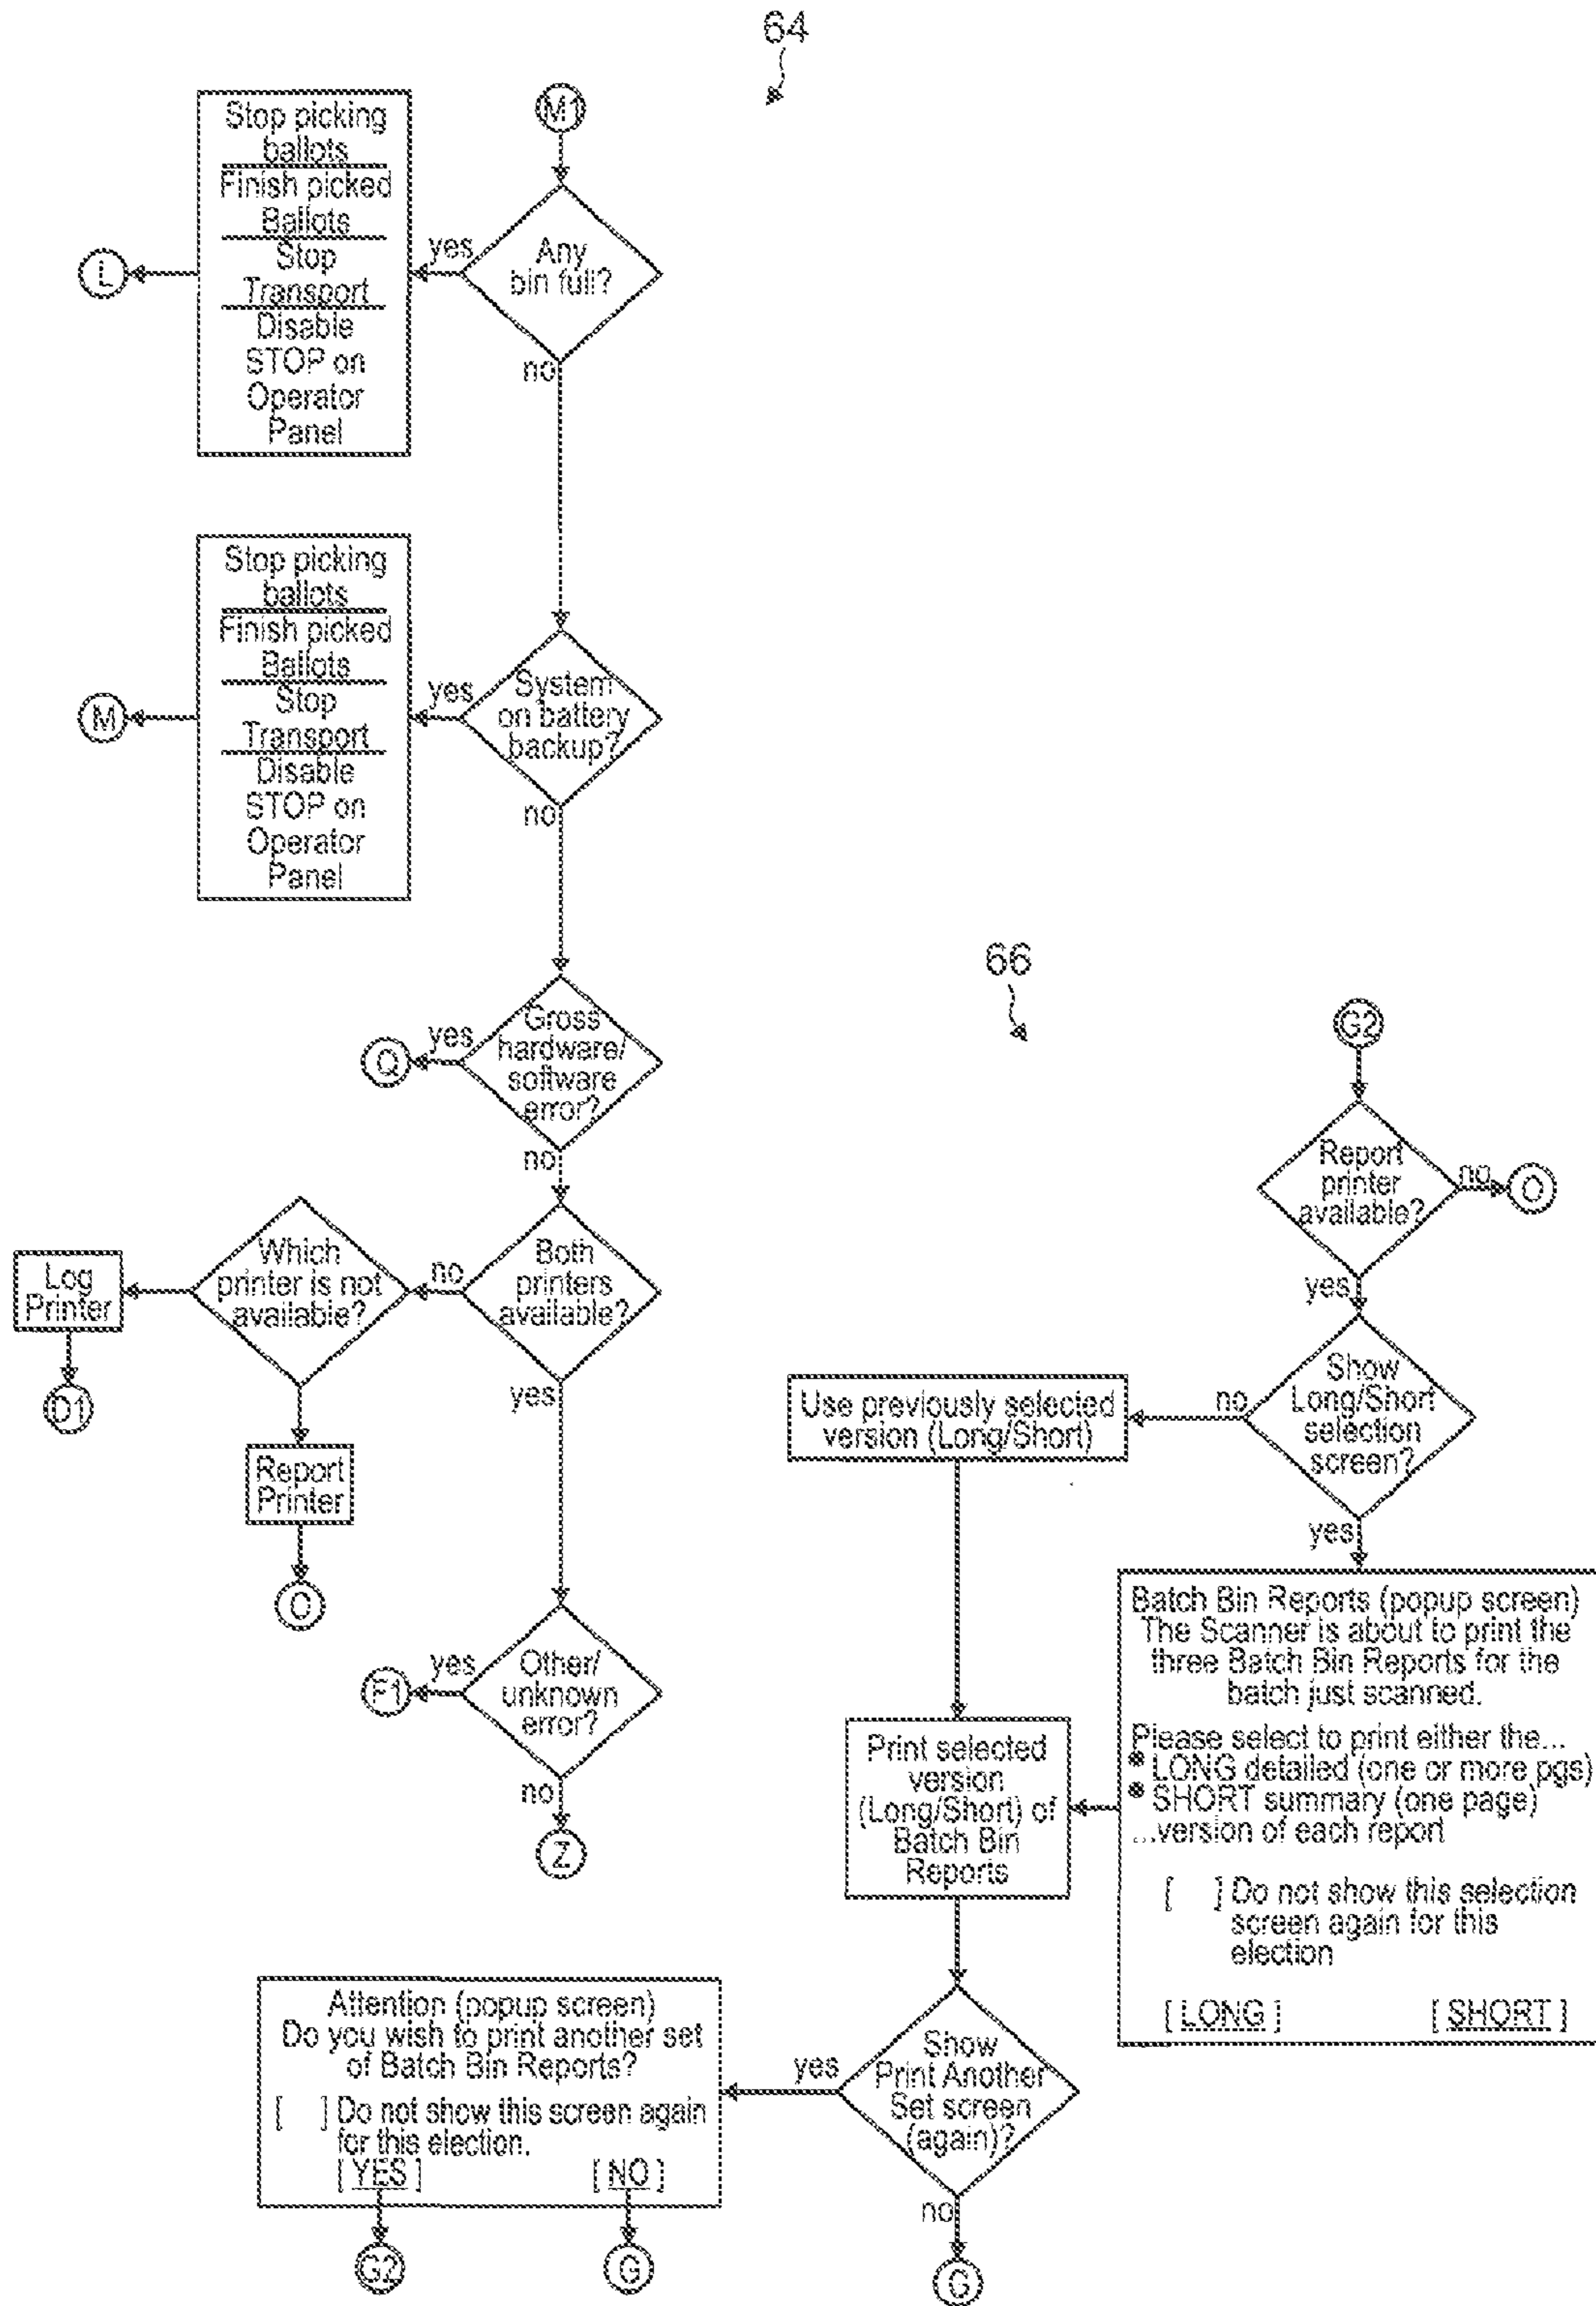 64
M1
Stop picking
ballots
Finish picked
Ballots
Stop
Transport
Disable
STOP on
Operator
Panel
L
yes
Any
bin full?
no
Stop picking
ballots
Finish picked
Ballots
Stop
Transport
Disable
STOP on
Operator
Panel
M
yes
System
on battery
backup?
no
Q
yes
Gross
hardware/
software
error?
no
Log
Printer
D1
Which
printer is not
available?
no
Both
printers
available?
yes
Report
Printer
O
F1
yes
Other/
unknown
error?
no
Z
66
G2
Report
printer
available?
no
O
yes
Show
Long/Short
selection
screen?
no
Use previously selected
version (Long/Short)
yes
Batch Bin Reports (popup screen)
The Scanner is about to print the
three Batch Bin Reports for the
batch just scanned.
Please select to print either the...
• LONG detailed (one or more pgs)
• SHORT summary (one page)
...version of each report
[ ] Do not show this selection
screen again for this
election
[ LONG ] [ SHORT ]
Print selected
version
(Long/Short) of
Batch Bin
Reports
Show
Print Another
Set screen
(again)?
yes
Attention (popup screen)
Do you wish to print another set
of Batch Bin Reports?
[ ] Do not show this screen again
for this election.
[ YES ] [ NO ]
G2
G
no
G